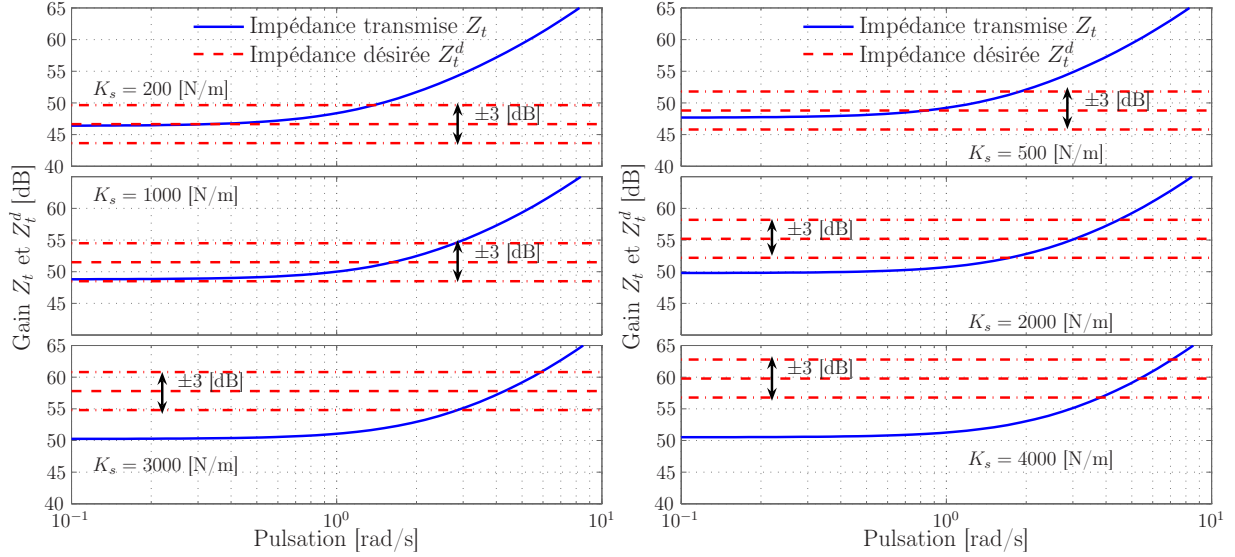 Impédance transmise $Z_t$
Impédance désirée $Z_t^d$
$K_s = 200$ [N/m]
±3 [dB]
65
60
55
50
45
40
Impédance transmise $Z_t$
Impédance désirée $Z_t^d$
±3 [dB]
$K_s = 500$ [N/m]
65
60
55
50
45
40
Gain $Z_t$ et $Z_t^d$ [dB]
$K_s = 1000$ [N/m]
±3 [dB]
60
55
50
45
Gain $Z_t$ et $Z_t^d$ [dB]
±3 [dB]
$K_s = 2000$ [N/m]
60
55
50
45
±3 [dB]
$K_s = 3000$ [N/m]
65
60
55
50
45
40
$10^{-1}$
$10^0$
$10^1$
Pulsation [rad/s]
±3 [dB]
$K_s = 4000$ [N/m]
65
60
55
50
45
40
$10^{-1}$
$10^0$
$10^1$
Pulsation [rad/s]